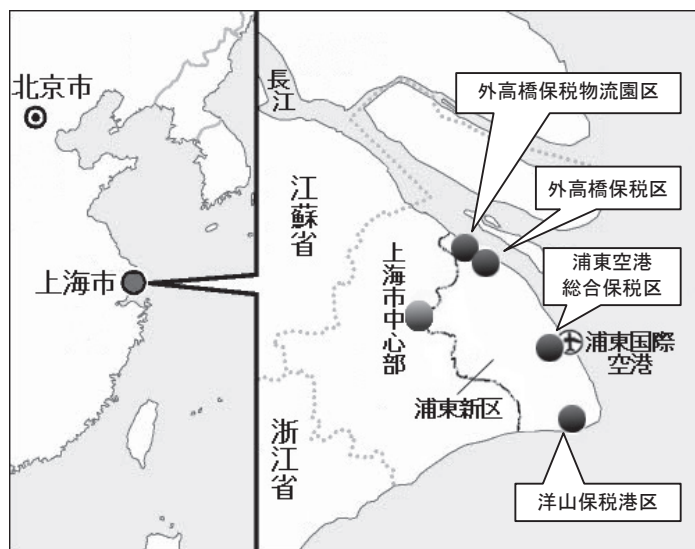 北京市
上海市
長江
江蘇省
上海市中心部
浙江省
浦東新区
外高橋保税物流園区
外高橋保税区
浦東空港
総合保税区
浦東国際
空港
洋山保税港区